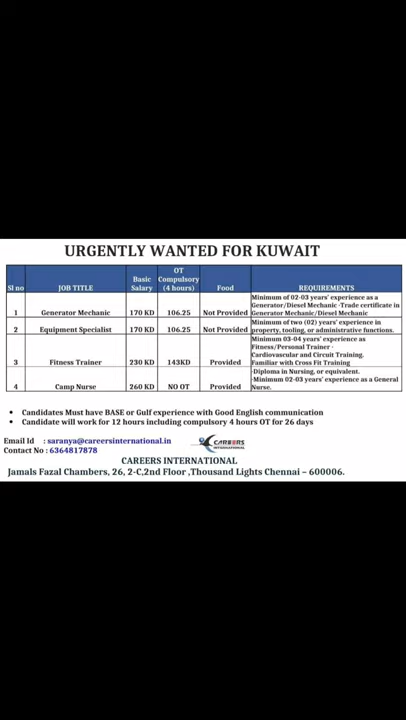 URGENTLY WANTED FOR KUWAIT
Sl no JOB TITLE Basic Salary OT Compulsory (4 hours) Food REQUIREMENTS
1 Generator Mechanic 170 KD 106.25 Not Provided Minimum of 02-03 years' experience as a
Generator/Diesel Mechanic ·Trade certificate in
Generator Mechanic/Diesel Mechanic
2 Equipment Specialist 170 KD 106.25 Not Provided Minimum of two (02) years' experience in
property, tooling, or administrative functions.
3 Fitness Trainer 230 KD 143KD Provided Minimum 03-04 years' experience as
Fitness/Personal Trainer ·
Cardiovascular and Circuit Training.
Familiar with Cross Fit Training
4 Camp Nurse 260 KD NO OT Provided ·Diploma in Nursing, or equivalent.
·Minimum 02-03 years' experience as a General
Nurse.
• Candidates Must have BASE or Gulf experience with Good English communication
• Candidate will work for 12 hours including compulsory 4 hours OT for 26 days
Email Id : saranya@careersinternational.in
CAREERS
INTERNATIONAL
Contact No : 6364817878
CAREERS INTERNATIONAL
Jamals Fazal Chambers, 26, 2-C,2nd Floor ,Thousand Lights Chennai – 600006.